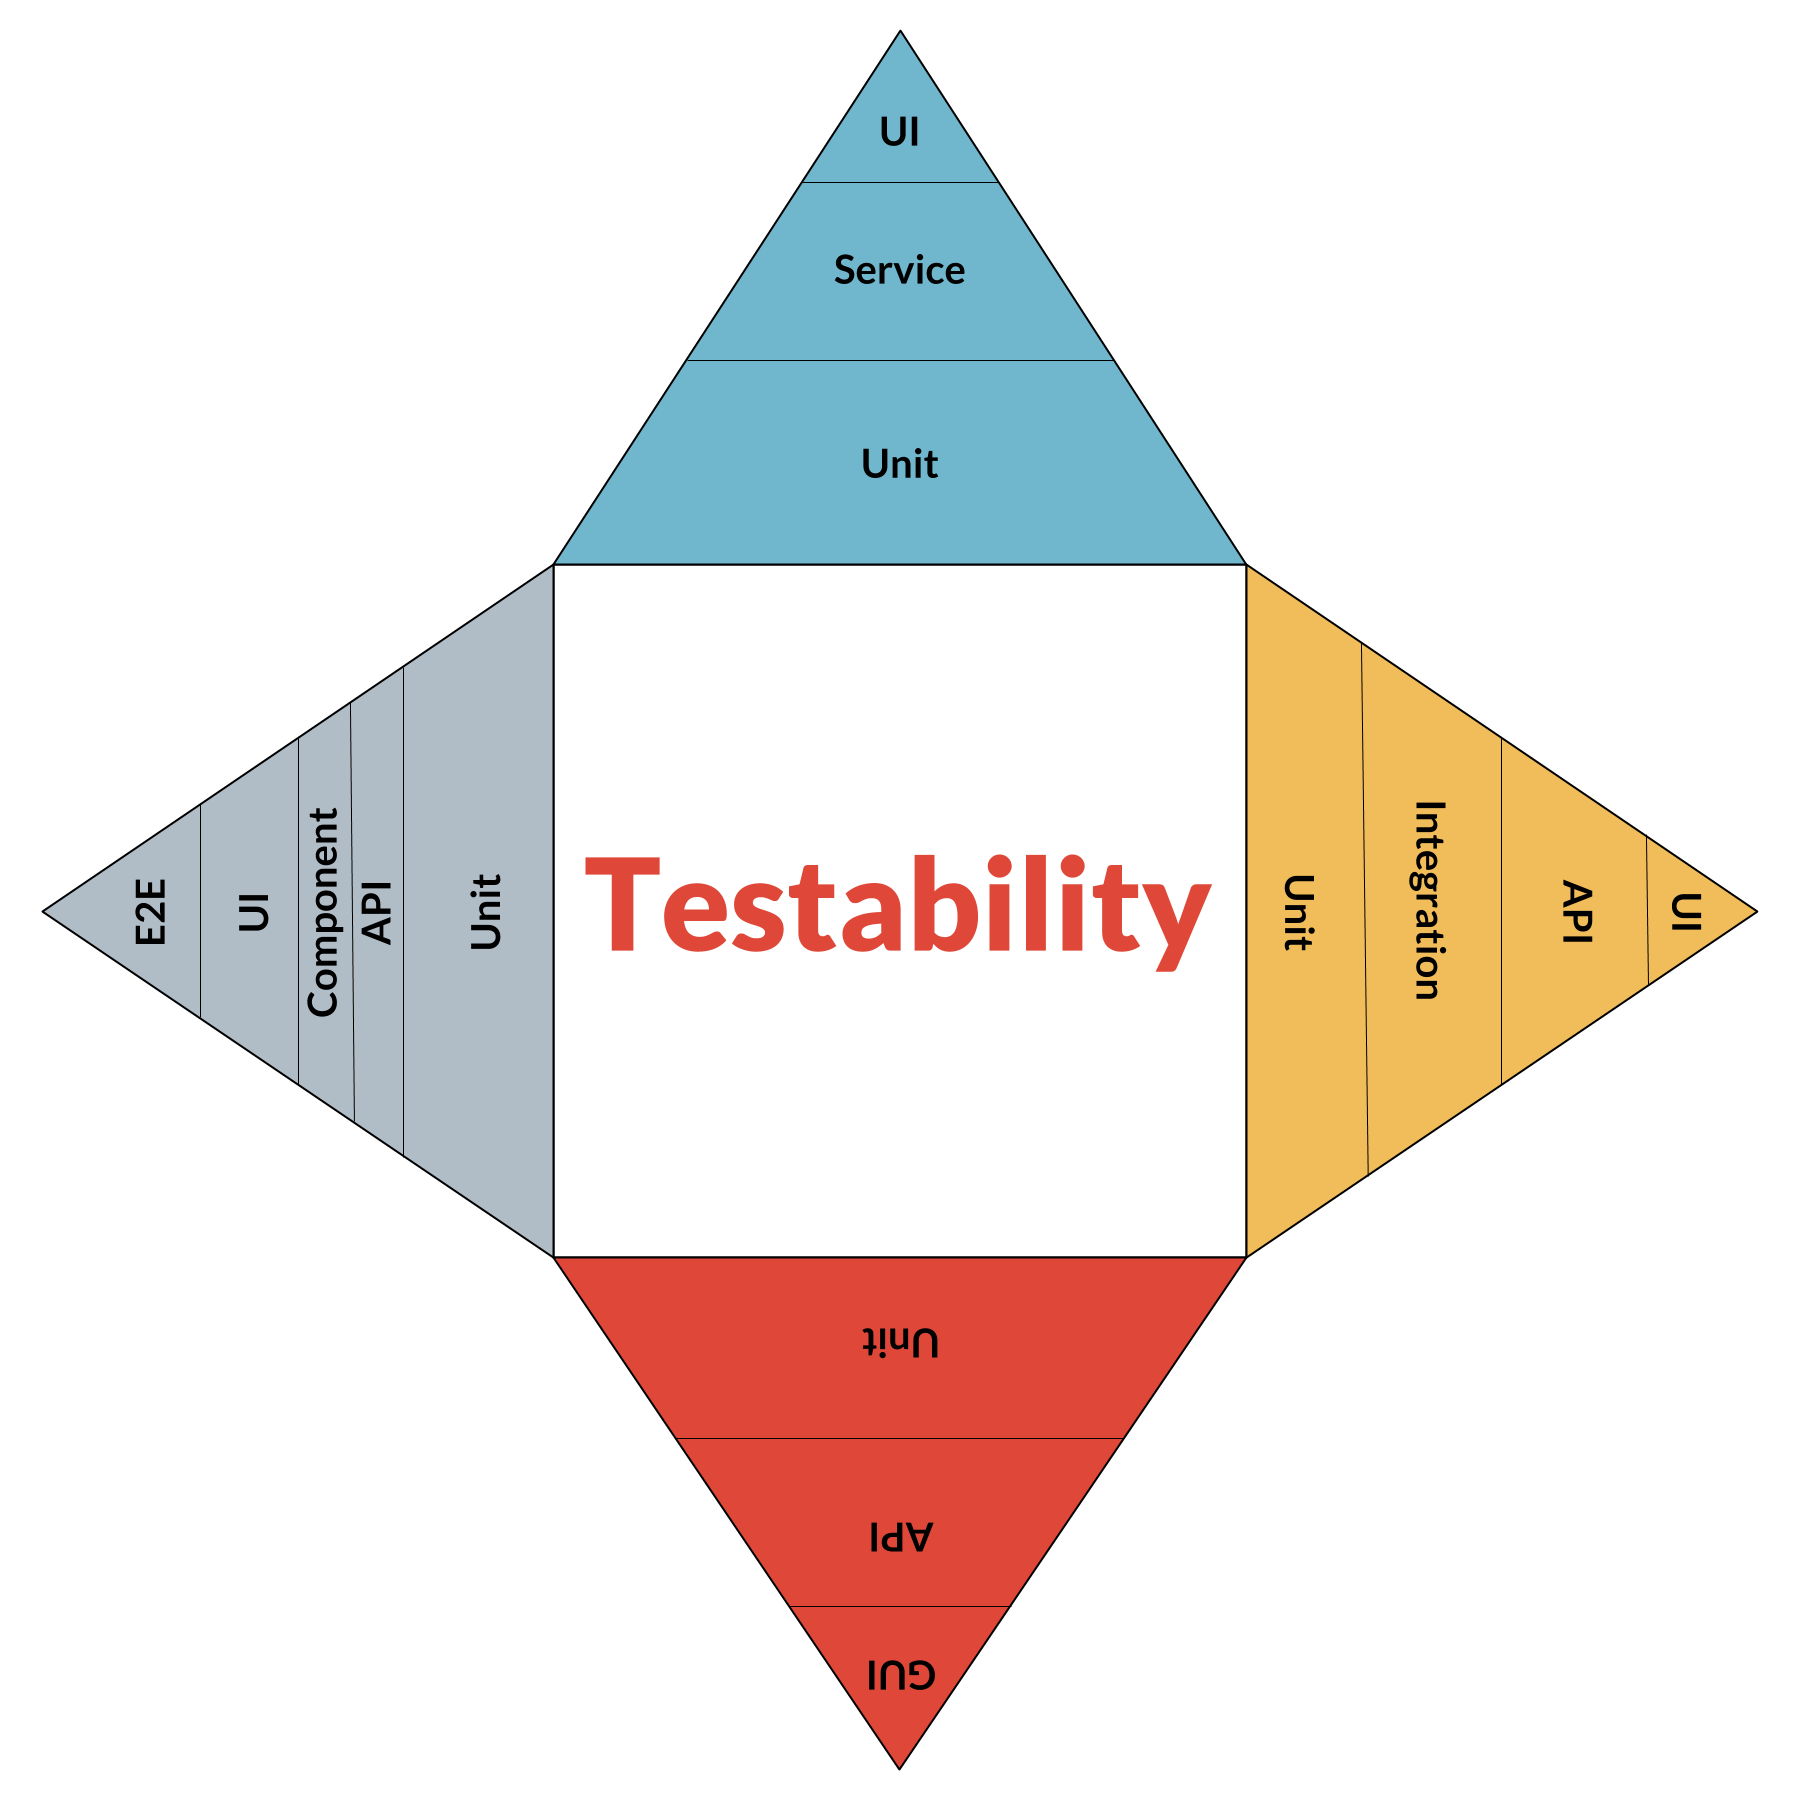 UI
Service
Unit
E2E
UI
Component
API
Unit
Testability
Unit
Integration
API
UI
Unit
API
GUI